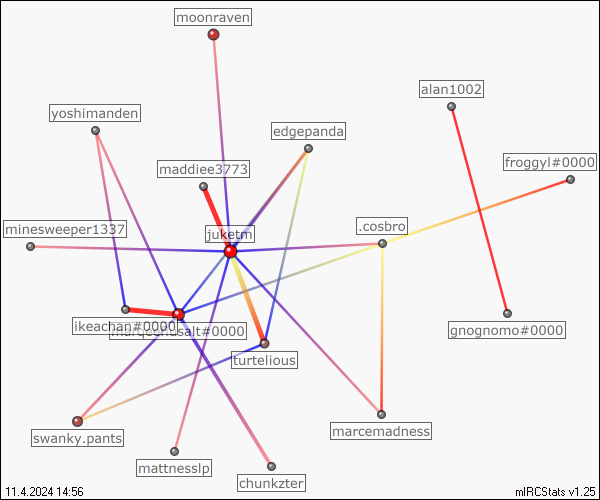 moonraven
alan1002
yoshimanden
edgepanda
froggyl#0000
maddiee3773
minesweeper1337
juketm
.cosbro
ikeachan#0000
salt#0000
gnognomo#0000
turtelious
swanky.pants
marcemadness
mattnesslp
chunkzter
11.4.2024 14:56
mIRCStats v1.25